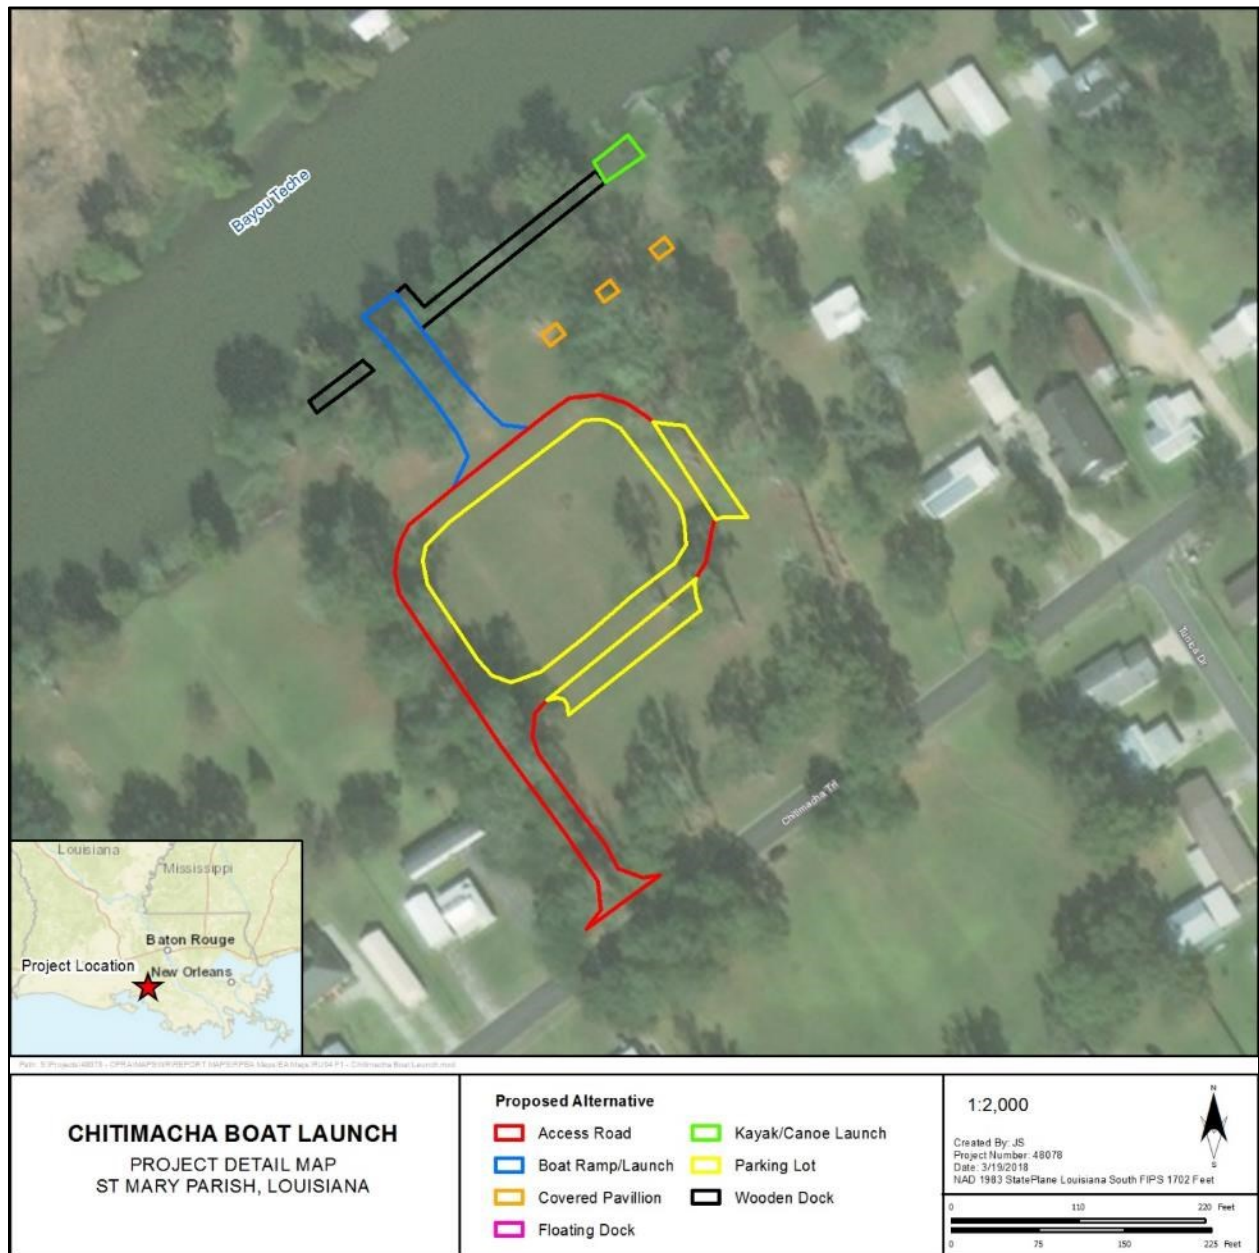 Bayou Teche
Tunica Dr
Chitimacha Trl
Louisiana
Mississippi
Baton Rouge
Project Location
New Orleans
CHITIMACHA BOAT LAUNCH
PROJECT DETAIL MAP
ST MARY PARISH, LOUISIANA
Proposed Alternative
Access Road
Boat Ramp/Launch
Covered Pavillion
Floating Dock
Kayak/Canoe Launch
Parking Lot
Wooden Dock
1:2,000
N
S
Created By: JS
Project Number: 48078
Date: 3/19/2018
NAD 1983 StatePlane Louisiana South FIPS 1702 Feet
0 110 220 Feet
0 75 150 225 Feet